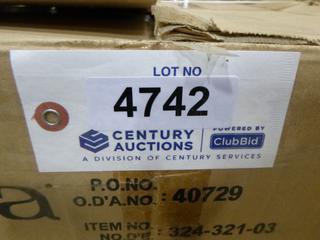 LOT NO
4742
CENTURY AUCTIONS
POWERED BY
ClubBid
A DIVISION OF CENTURY SERVICES
a
P.O.NO.
O.D'A.NO.: 40729
ITEM NO.
NO.D'E 324-321-03